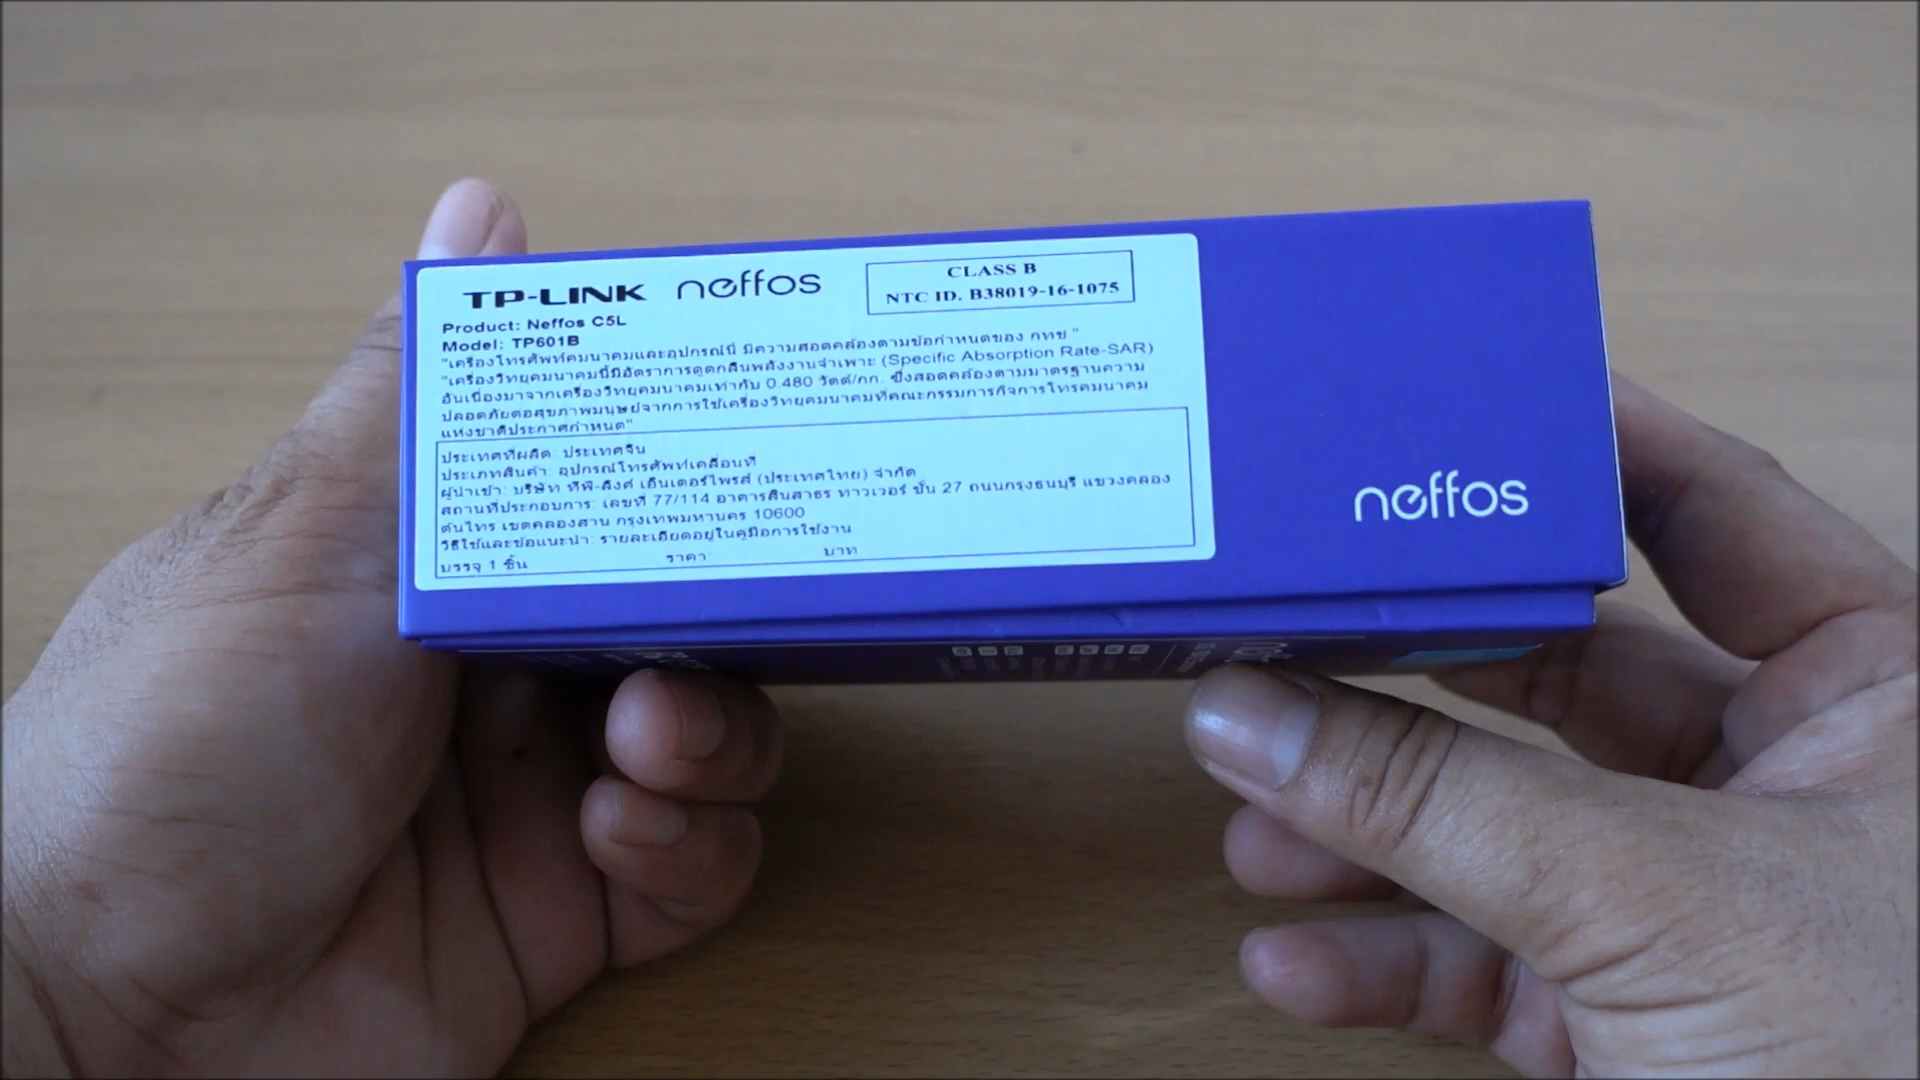 TP-LINK neffos
CLASS B
NTC ID. B38019-16-1075
Product: Neffos C5L
Model: TP601B
"เครื่องโทรศัพท์คมนาคมและอุปกรณ์นี้ มีความสอดคล้องตามข้อกำหนดของ กทช "
"เครื่องวิทยุคมนาคมนี้มีอัตราการดูดกลืนพลังงานจำเพาะ (Specific Absorption Rate-SAR)
อันเนื่องมาจากเครื่องวิทยุคมนาคมเท่ากับ 0.480 วัตต์/กก. ซึ่งสอดคล้องตามมาตรฐานความ
ปลอดภัยต่อสุขภาพมนุษย์จากการใช้เครื่องวิทยุคมนาคมที่คณะกรรมการกิจการโทรคมนาคม
แห่งชาติประกาศกำหนด"
ประเทศที่ผลิต: ประเทศจีน
ประเภทสินค้า: อุปกรณ์โทรศัพท์เคลื่อนที่
ผู้นำเข้า: บริษัท ทีพี-ลิงค์ เอ็นเตอร์ไพรส์ (ประเทศไทย) จำกัด
สถานที่ประกอบการ: เลขที่ 77/114 อาคารสินสาธร ทาวเวอร์ ชั้น 27 ถนนกรุงธนบุรี แขวงคลอง
ต้นไทร เขตคลองสาน กรุงเทพมหานคร 10600
วิธีใช้และข้อแนะนำ: รายละเอียดอยู่ในคู่มือการใช้งาน
บรรจุ 1 ชิ้น ราคา: บาท
neffos